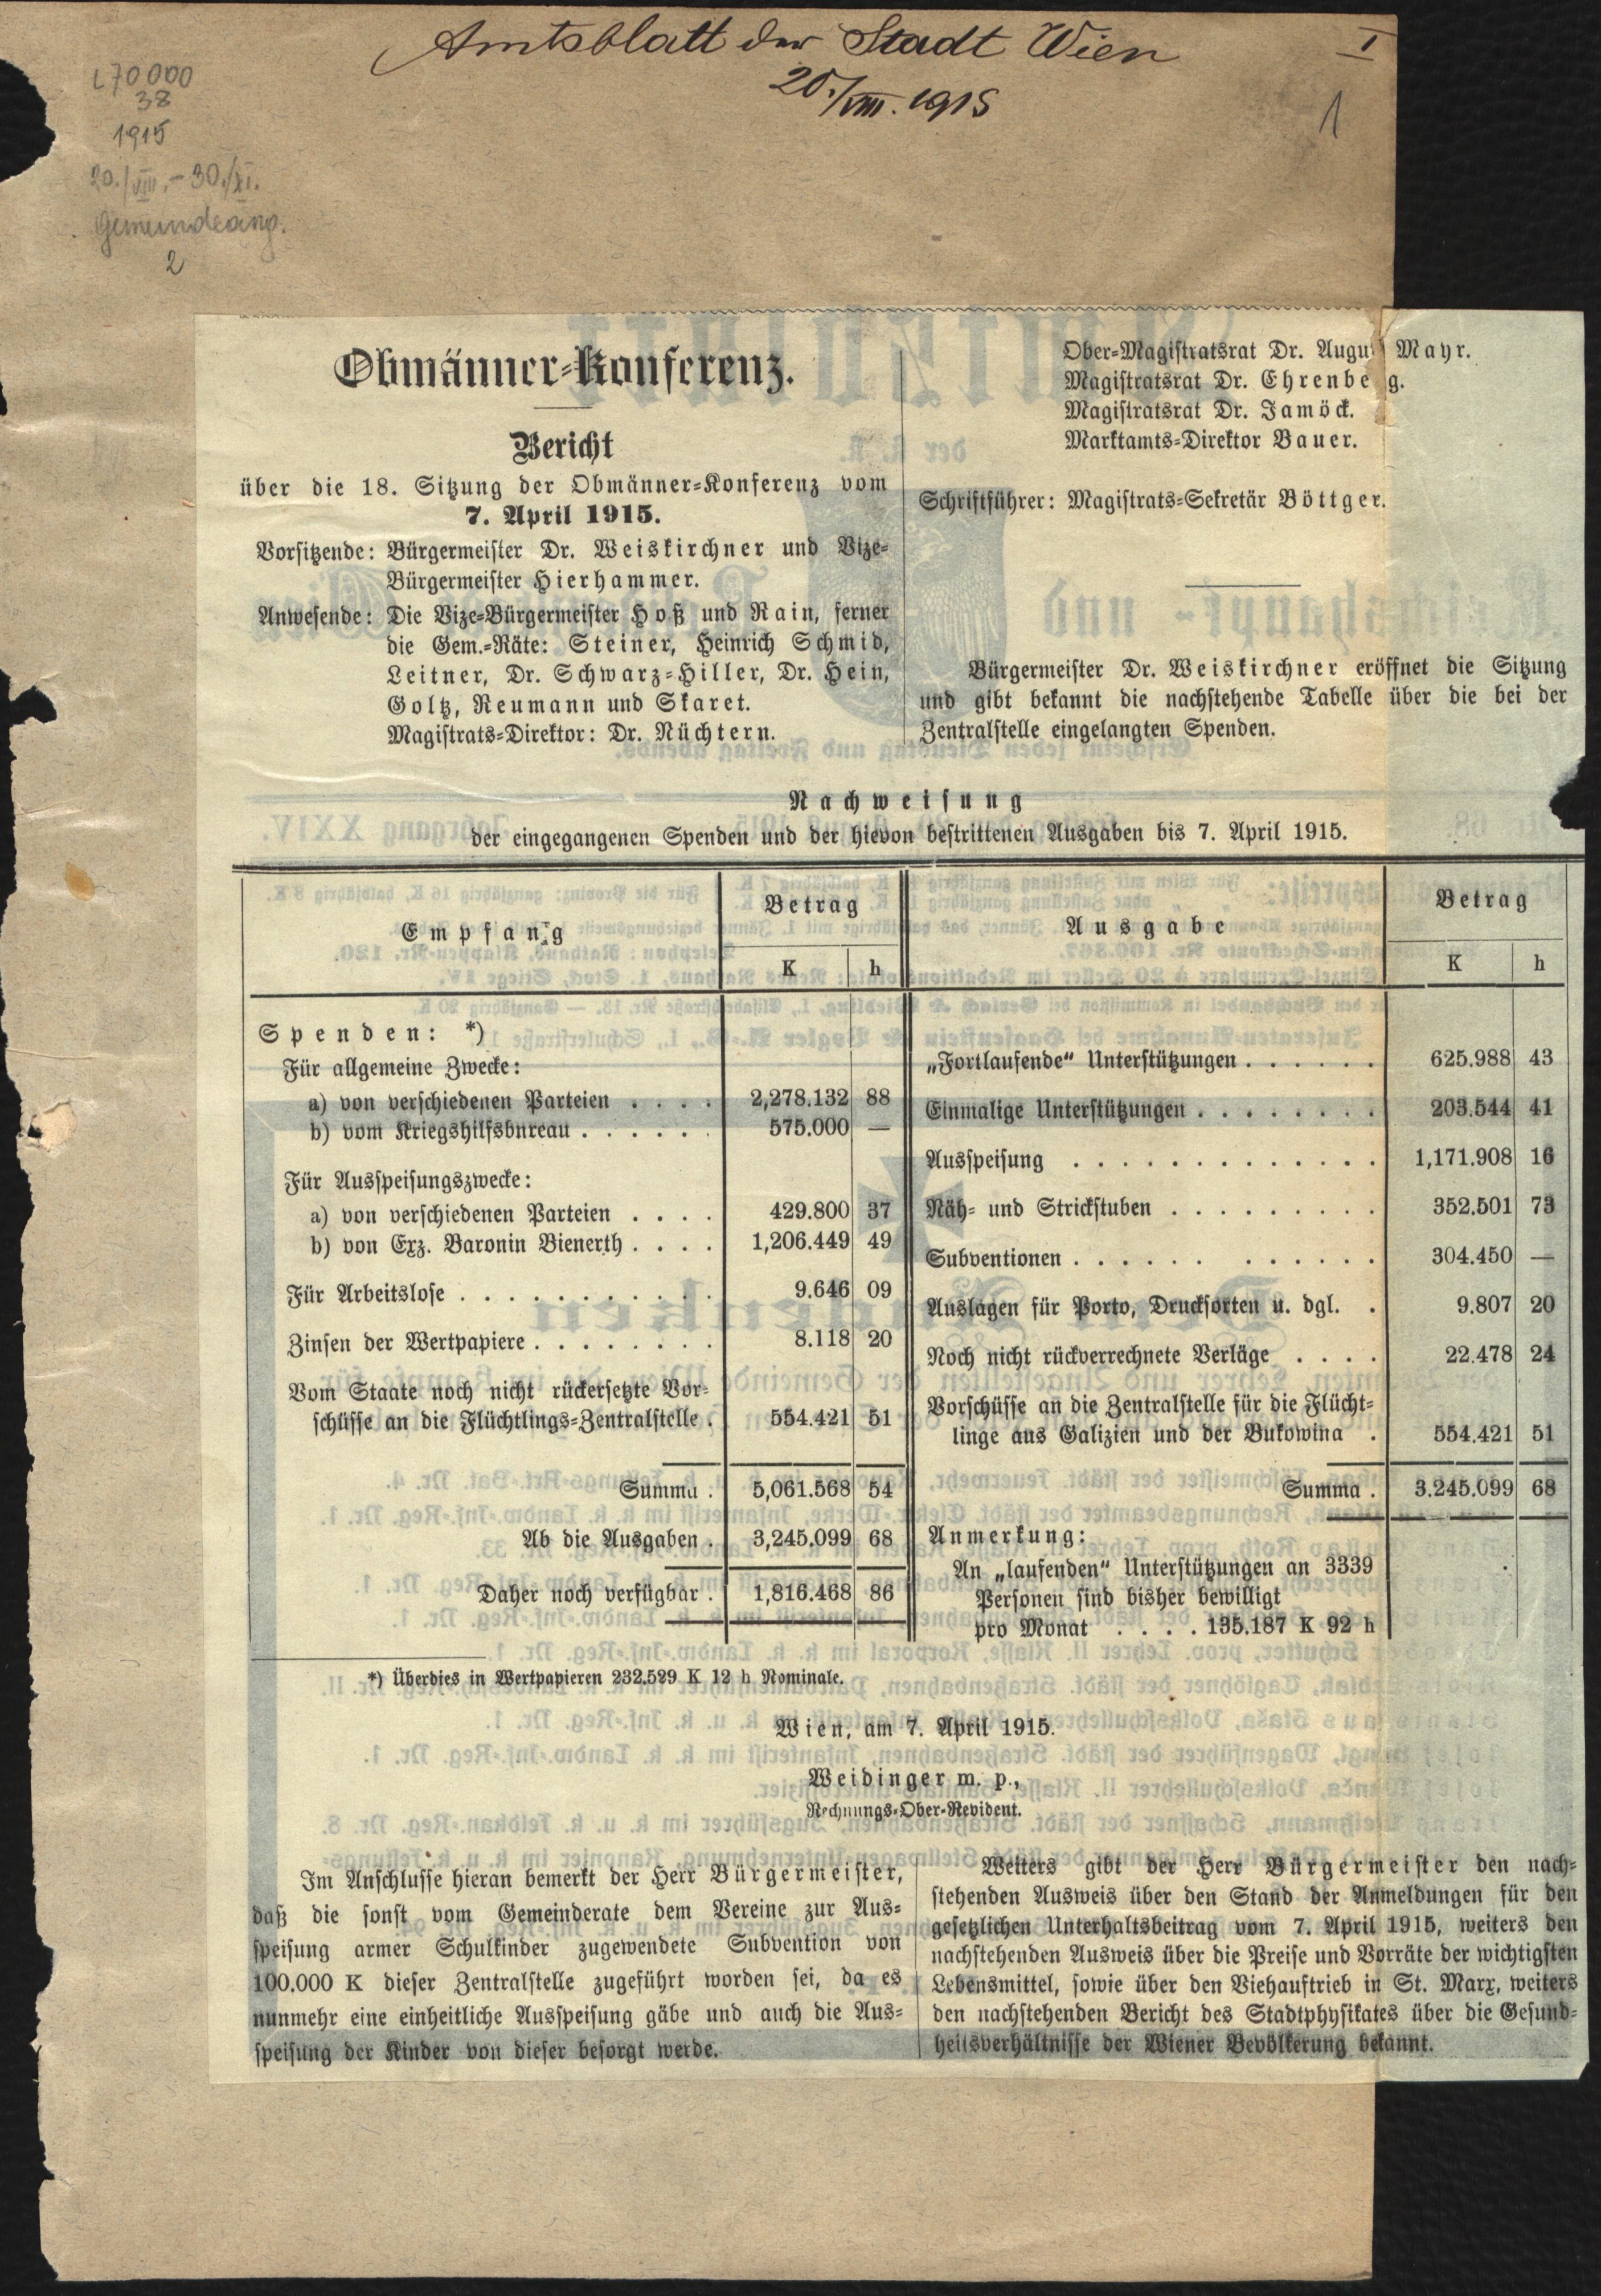 Amtsblatt der Stadt Wien
I
20./VIII. 1915
1
L70000
38
1915
20./VIII. - 30./XI.
2
Obmänner-Konferenz.
Bericht
über die 18. Sitzung der Obmänner-Konferenz vom
7. April 1915.
Vorsitzende: Bürgermeister Dr. Weiskirchner und Vize-
Bürgermeister Hierhammer.
Anwesende: Die Vize-Bürgermeister Hoß und Rain, ferner
die Gem.-Räte: Steiner, Heinrich Schmid,
Leitner, Dr. Schwarz-Hiller, Dr. Hein,
Goltz, Reumann und Skaret.
Magistrats-Direktor: Dr. Nüchtern.
Ober-Magistratsrat Dr. August Mayr.
Magistratsrat Dr. Ehrenberg.
Magistratsrat Dr. Jamöck.
Marktamts-Direktor Bauer.
Schriftführer: Magistrats-Sekretär Böttger.
Bürgermeister Dr. Weiskirchner eröffnet die Sitzung
und gibt bekannt die nachstehende Tabelle über die bei der
Zentralstelle eingelangten Spenden.
Nachweisung
der eingegangenen Spenden und der hievon bestrittenen Ausgaben bis 7. April 1915.
Empfang Betrag
K h
Spenden: *)
Für allgemeine Zwecke:
a) von verschiedenen Parteien . . . . 2,278.132 88
b) vom Kriegshilfsbureau . . . . . . 575.000 —
Für Ausspeisungszwecke:
a) von verschiedenen Parteien . . . . 429.800 37
b) von Exz. Baronin Bienerth . . . . 1,206.449 49
Für Arbeitslose . . . . . . . . . . . 9.646 09
Zinsen der Wertpapiere . . . . . . . . 8.118 20
Vom Staate noch nicht rückersetzte Vor-
schüsse an die Flüchtlings-Zentralstelle . 554.421 51
Summa . 5,061.568 54
Ab die Ausgaben . 3,245.099 68
Daher noch verfügbar . 1,816.468 86
Ausgabe Betrag
K h
„Fortlaufende“ Unterstützungen . . . . . . 625.988 43
Einmalige Unterstützungen . . . . . . . . 203.544 41
Ausspeisung . . . . . . . . . . . . . 1,171.908 16
Näh- und Strickstuben . . . . . . . . . 352.501 73
Subventionen . . . . . . . . . . . . 304.450 —
Auslagen für Porto, Drucksorten u. dgl. . 9.807 20
Noch nicht rückverrechnete Verläge . . . . 22.478 24
Vorschüsse an die Zentralstelle für die Flücht-
linge aus Galizien und der Bukowina . 554.421 51
Summa . 3.245.099 68
Anmerkung:
An „laufenden“ Unterstützungen an 3339
Personen sind bisher bewilligt
pro Monat . . . . 135.187 K 92 h
*) Überdies in Wertpapieren 232.529 K 12 h Nominale.
Wien, am 7. April 1915.
Weidinger m. p.,
Rechnungs-Ober-Revident.
Im Anschlusse hieran bemerkt der Herr Bürgermeister,
daß die sonst vom Gemeinderate dem Vereine zur Aus-
speisung armer Schulkinder zugewendete Subvention von
100.000 K dieser Zentralstelle zugeführt worden sei, da es
nunmehr eine einheitliche Ausspeisung gäbe und auch die Aus-
speisung der Kinder von dieser besorgt werde.
Weiters gibt der Herr Bürgermeister den nach-
stehenden Ausweis über den Stand der Anmeldungen für den
gesetzlichen Unterhaltsbeitrag vom 7. April 1915, weiters den
nachstehenden Ausweis über die Preise und Vorräte der wichtigsten
Lebensmittel, sowie über den Viehauftrieb in St. Marx, weiters
den nachstehenden Bericht des Stadtphysikates über die Gesund-
heitsverhältnisse der Wiener Bevölkerung bekannt.